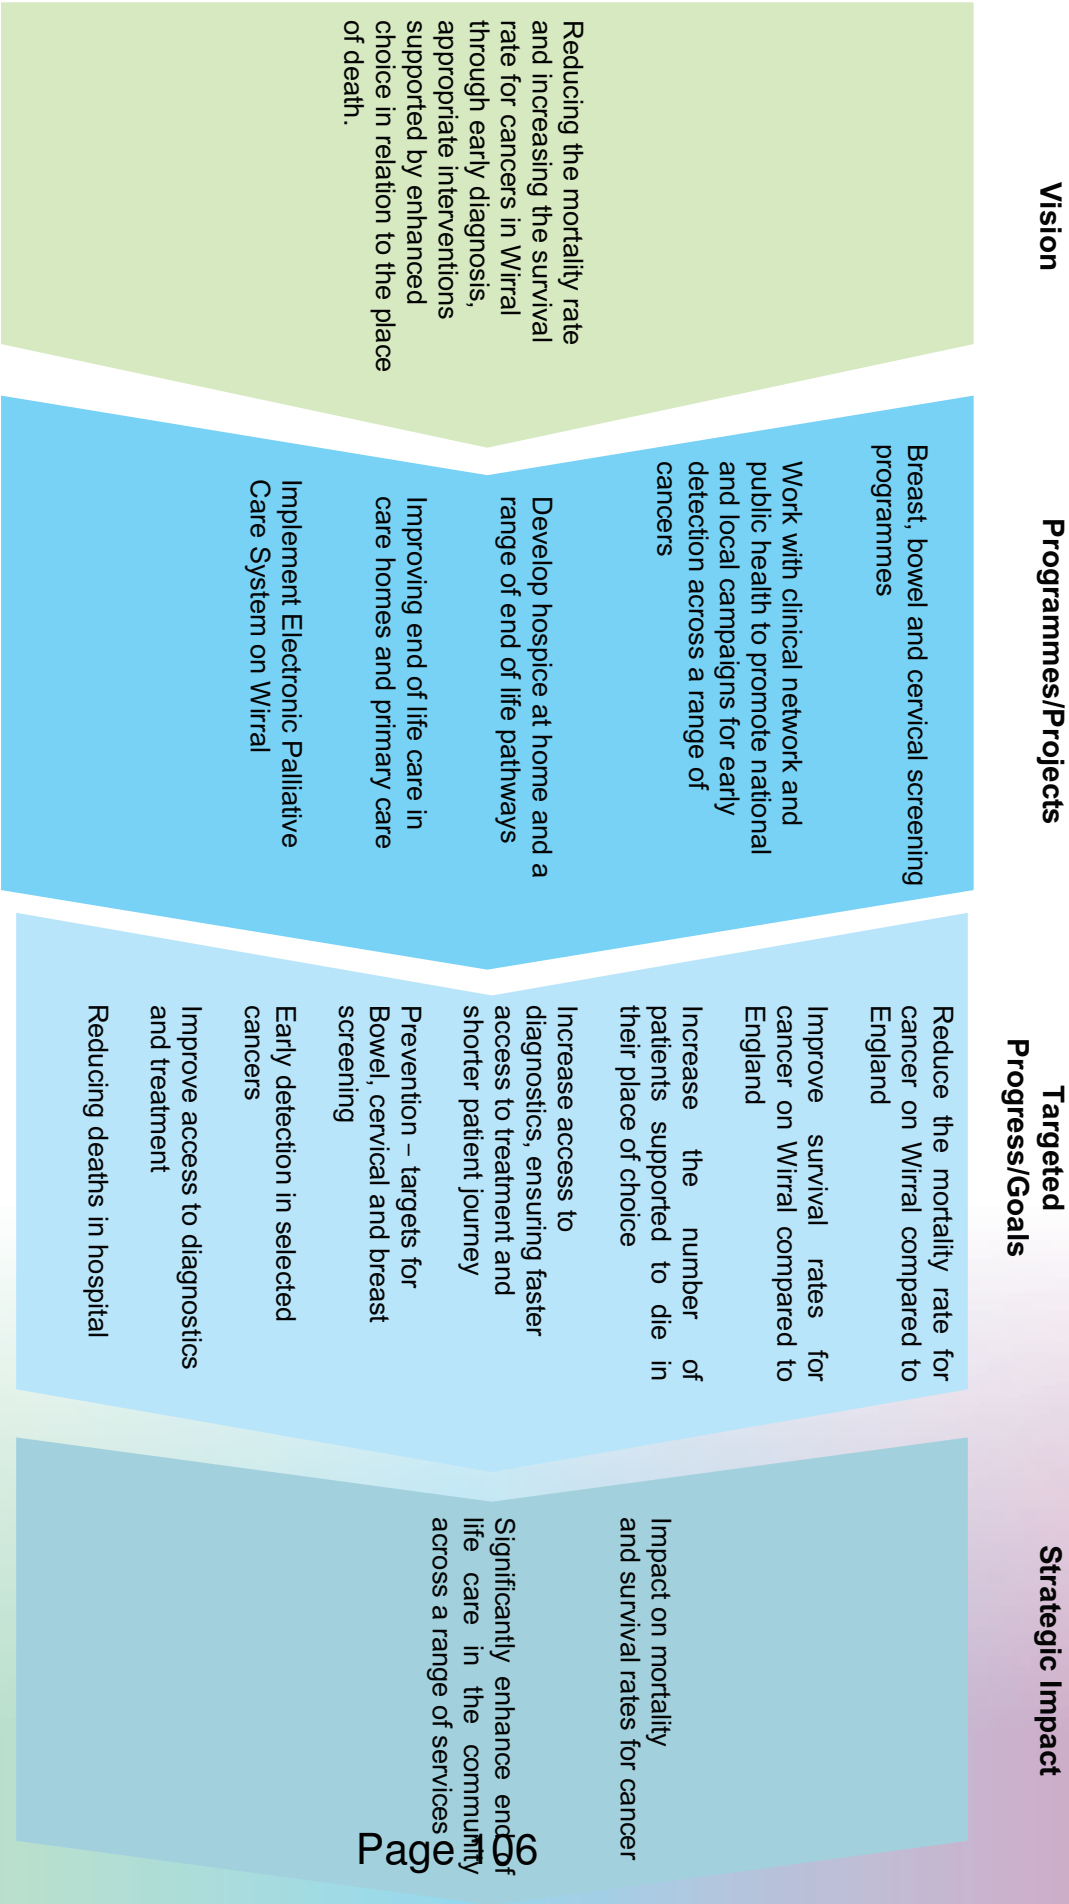 Vision
Reducing the mortality rate
and increasing the survival
rate for cancers in Wirral
through early diagnosis,
appropriate interventions
supported by enhanced
choice in relation to the place
of death.
Programmes/Projects
Breast, bowel and cervical screening
programmes
Work with clinical network and
public health to promote national
and local campaigns for early
detection across a range of
cancers
Develop hospice at home and a
range of end of life pathways
Improving end of life care in
care homes and primary care
Implement Electronic Palliative
Care System on Wirral
Targeted
Progress/Goals
Reduce the mortality rate for
cancer on Wirral compared to
England
Improve survival rates for
cancer on Wirral compared to
England
Increase the number of
patients supported to die in
their place of choice
Increase access to
diagnostics, ensuring faster
access to treatment and
shorter patient journey
Prevention – targets for
Bowel, cervical and breast
screening
Early detection in selected
cancers
Improve access to diagnostics
and treatment
Reducing deaths in hospital
Strategic Impact
Impact on mortality
and survival rates for cancer
Significantly enhance end of
life care in the community
across a range of services
Page 106